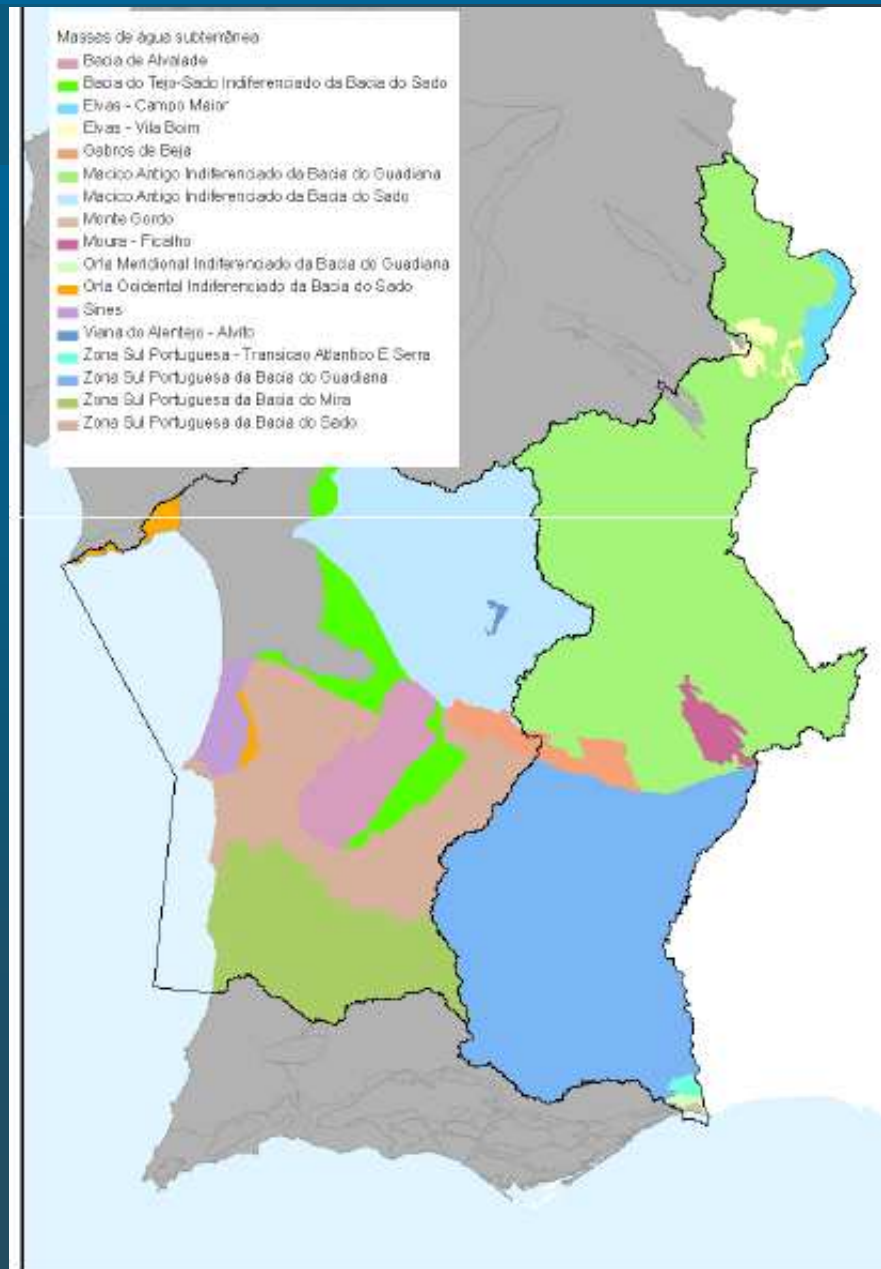 Massas de água subterrânea
Bacia de Alvalade
Bacia do Tejo-Sado Indiferenciado da Bacia do Sado
Elvas - Campo Maior
Elvas - Vila Boim
Gabros de Beja
Macico Antigo Indiferenciado da Bacia do Guadiana
Macico Antigo Indiferenciado da Bacia do Sado
Monte Gordo
Moura - Ficalho
Orla Meridional Indiferenciado da Bacia do Guadiana
Orla Ocidental Indiferenciado da Bacia do Sado
Sines
Viana do Alentejo - Alvito
Zona Sul Portuguesa - Transicao Atlantico E Serra
Zona Sul Portuguesa da Bacia do Guadiana
Zona Sul Portuguesa da Bacia do Mira
Zona Sul Portuguesa da Bacia do Sado